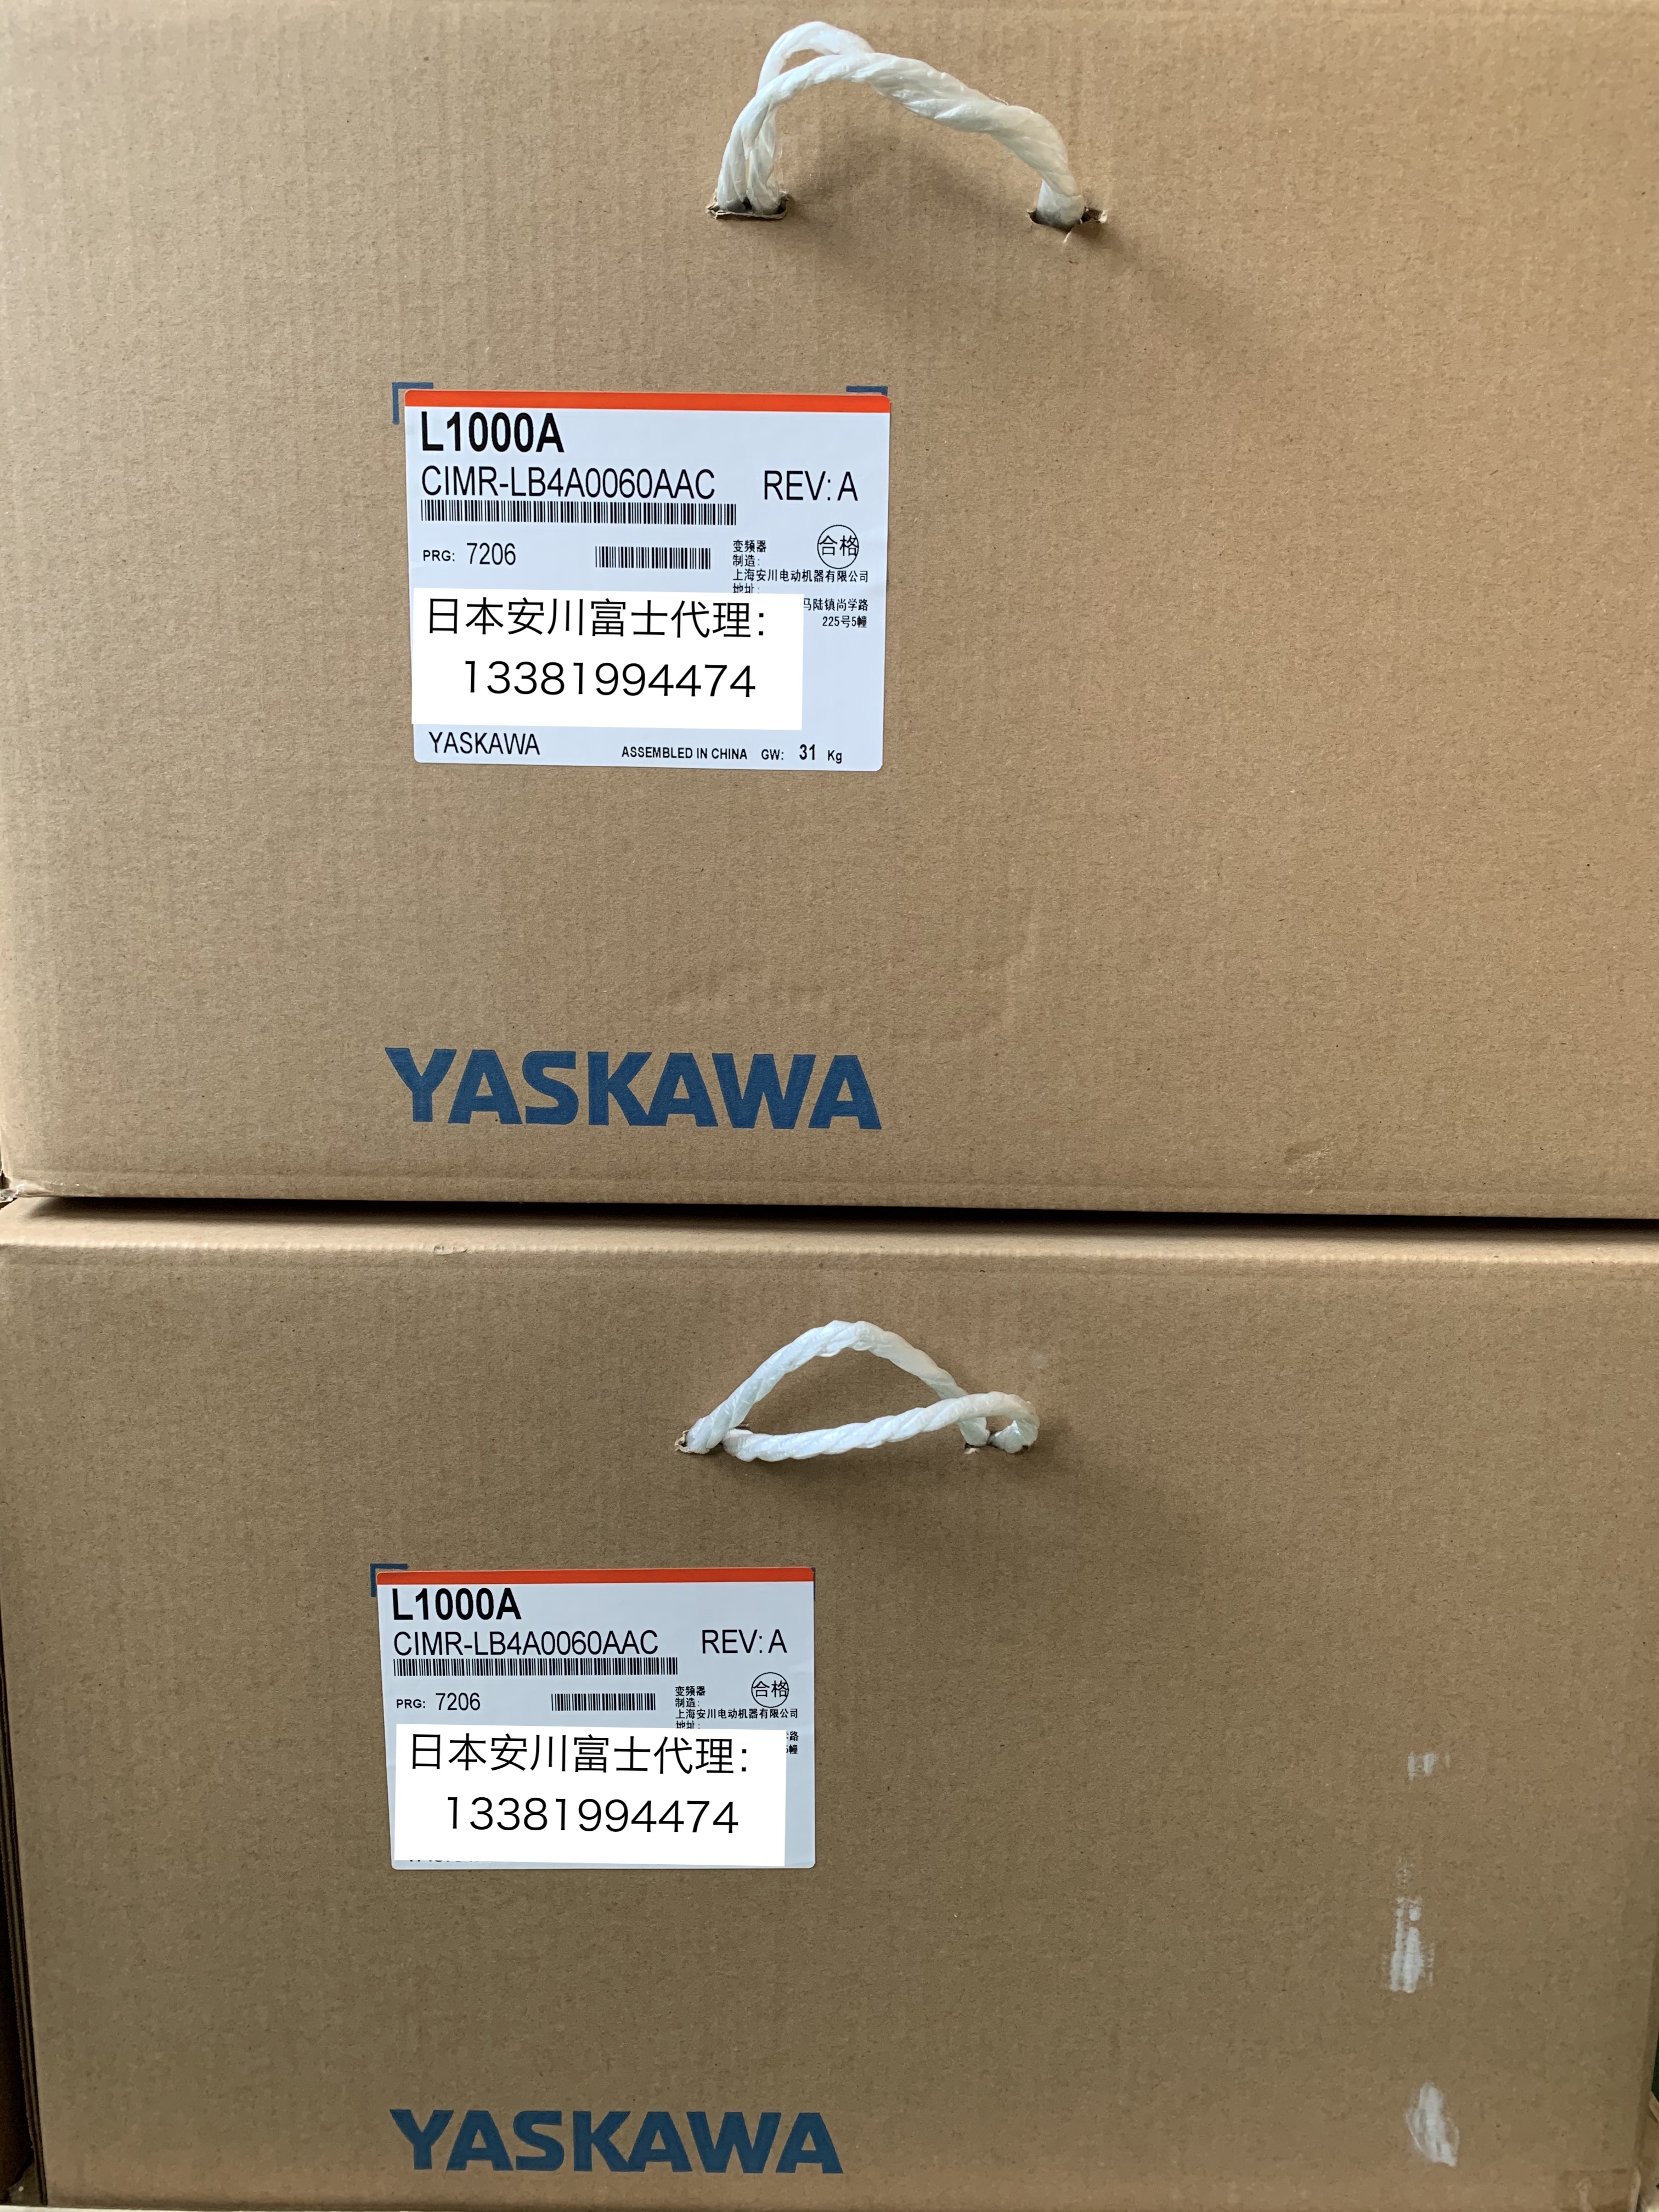 L1000A
CIMR-LB4A0060AAC REV: A
PRG: 7206
变频器
合格
制造:
上海安川电动机器有限公司
地址:
马陆镇尚学路
225号5幢
日本安川富士代理:
13381994474
YASKAWA
ASSEMBLED IN CHINA GW: 31 Kg
YASKAWA
L1000A
CIMR-LB4A0060AAC REV: A
PRG: 7206
变频器
合格
制造:
上海安川电动机器有限公司
地址:
路
幢
日本安川富士代理:
13381994474
YASKAWA